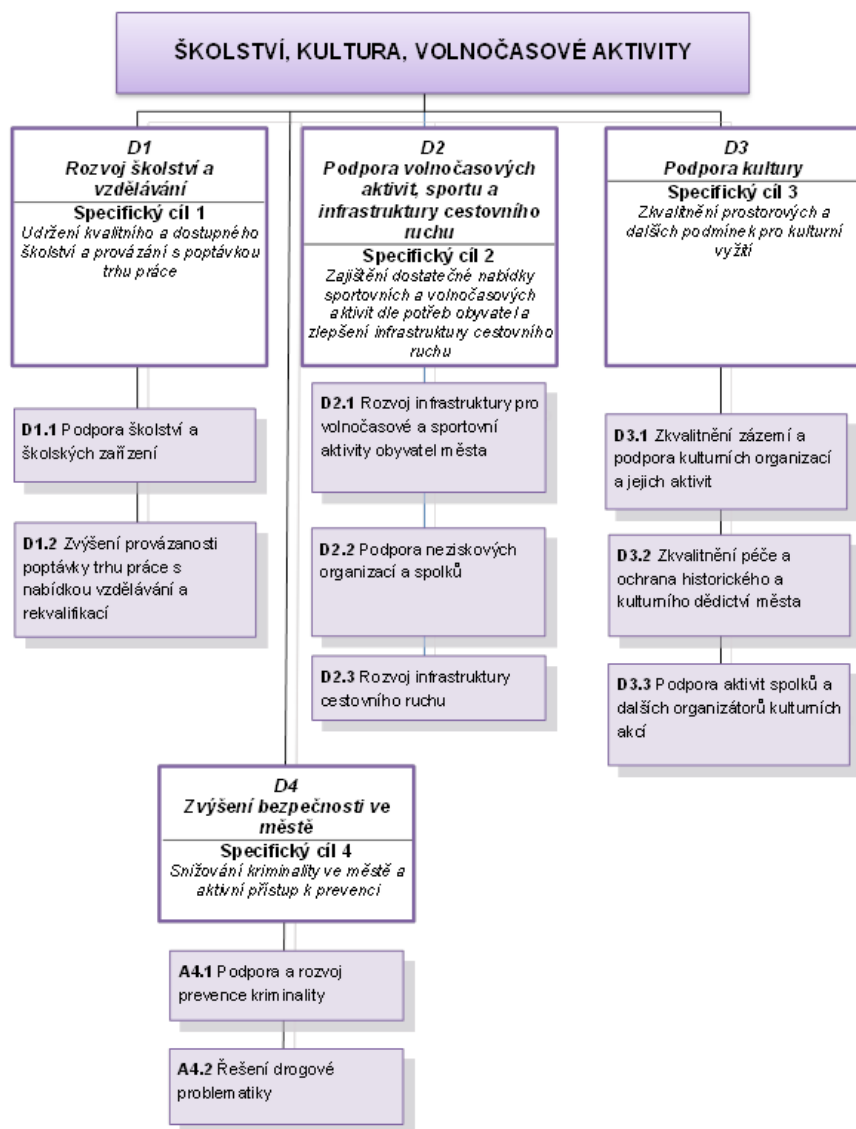 ŠKOLSTVÍ, KULTURA, VOLNOČASOVÉ AKTIVITY
D1
Rozvoj školství a
vzdělávání
Specifický cíl 1
Udržení kvalitního a dostupného
školství a provázání s poptávkou
trhu práce
D1.1 Podpora školství a
školských zařízení
D1.2 Zvýšení provázanosti
poptávky trhu práce s
nabídkou vzdělávání a
rekvalifikací
D2
Podpora volnočasových
aktivit, sportu a
infrastruktury cestovního
ruchu
Specifický cíl 2
Zajištění dostatečné nabídky
sportovních a volnočasových
aktivit dle potřeb obyvatel a
zlepšení infrastruktury cestovního
ruchu
D2.1 Rozvoj infrastruktury pro
volnočasové a sportovní
aktivity obyvatel města
D2.2 Podpora neziskových
organizací a spolků
D2.3 Rozvoj infrastruktury
cestovního ruchu
D3
Podpora kultury
Specifický cíl 3
Zkvalitnění prostorových a
dalších podmínek pro kulturní
vyžití
D3.1 Zkvalitnění zázemí a
podpora kulturních organizací
a jejich aktivit
D3.2 Zkvalitnění péče a
ochrana historického a
kulturního dědictví města
D3.3 Podpora aktivit spolků a
dalších organizátorů kulturních
akcí
D4
Zvýšení bezpečnosti ve
městě
Specifický cíl 4
Snižování kriminality ve městě a
aktivní přístup k prevenci
A4.1 Podpora a rozvoj
prevence kriminality
A4.2 Řešení drogové
problematiky